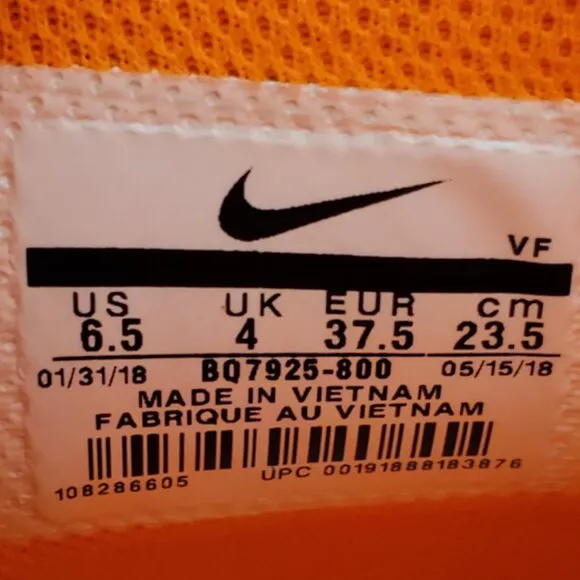 VF
US UK EUR cm
6.5 4 37.5 23.5
01/31/18 BQ7925-800 05/15/18
MADE IN VIETNAM
FABRIQUE AU VIETNAM
108286605 UPC 00191888183876